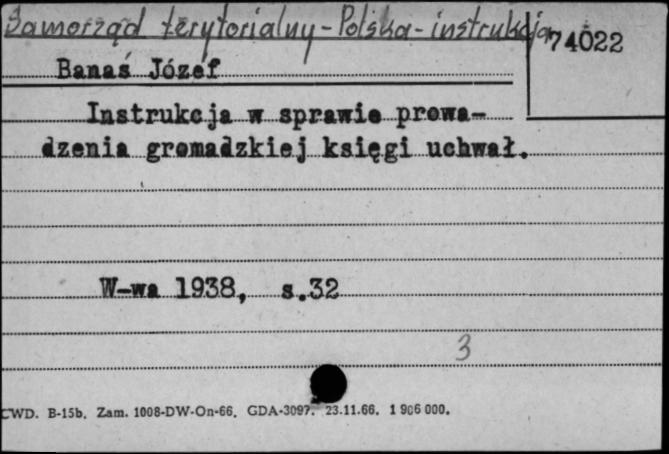 Samorząd terytorialny - Polska - instrukcja
74022
Banaś Józef
Instrukcja w sprawie prowa-
dzenia gromadzkiej księgi uchwał.
W-wa 1938, s.32
3
CWD. B-15b. Zam. 1008-DW-On-66. GDA-3097. 23.11.66. 1 906 000.